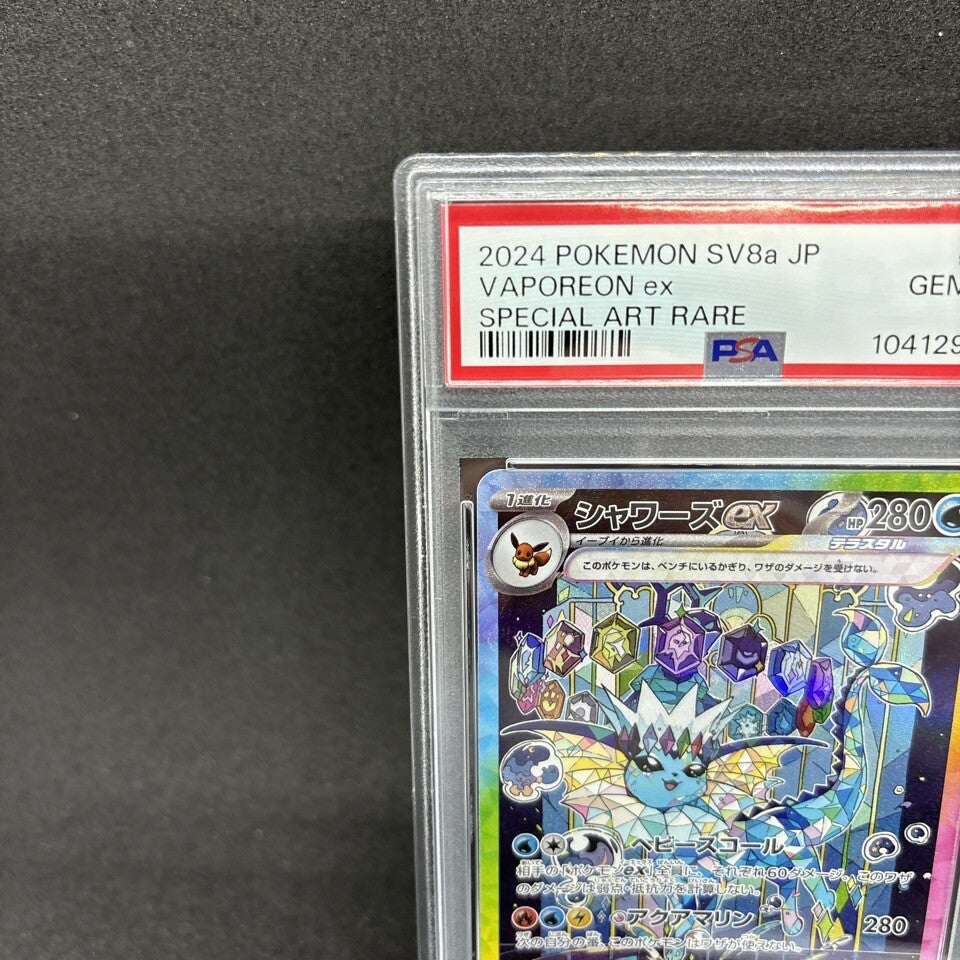 2024 POKEMON SV8a JP
VAPOREON ex
GEM
SPECIAL ART RARE
PSA
104129
1進化
シャワーズex
HP280
イーブイから進化
テラスタル
このポケモンは、ベンチにいるかぎり、ワザのダメージを受けない。
ヘビースコール
相手の「ポケモンex」全員に、それぞれ60ダメージ。このワザ
のダメージは弱点・抵抗力を計算しない。
アクアマリン 280
次の自分の番、このポケモンはワザが使えない。